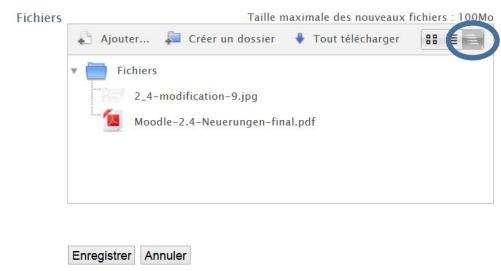 Fichiers
Taille maximale des nouveaux fichiers : 100Mo
Ajouter... Créer un dossier Tout télécharger
Fichiers
2_4-modification-9.jpg
Moodle-2.4-Neuerungen-final.pdf
Enregistrer Annuler